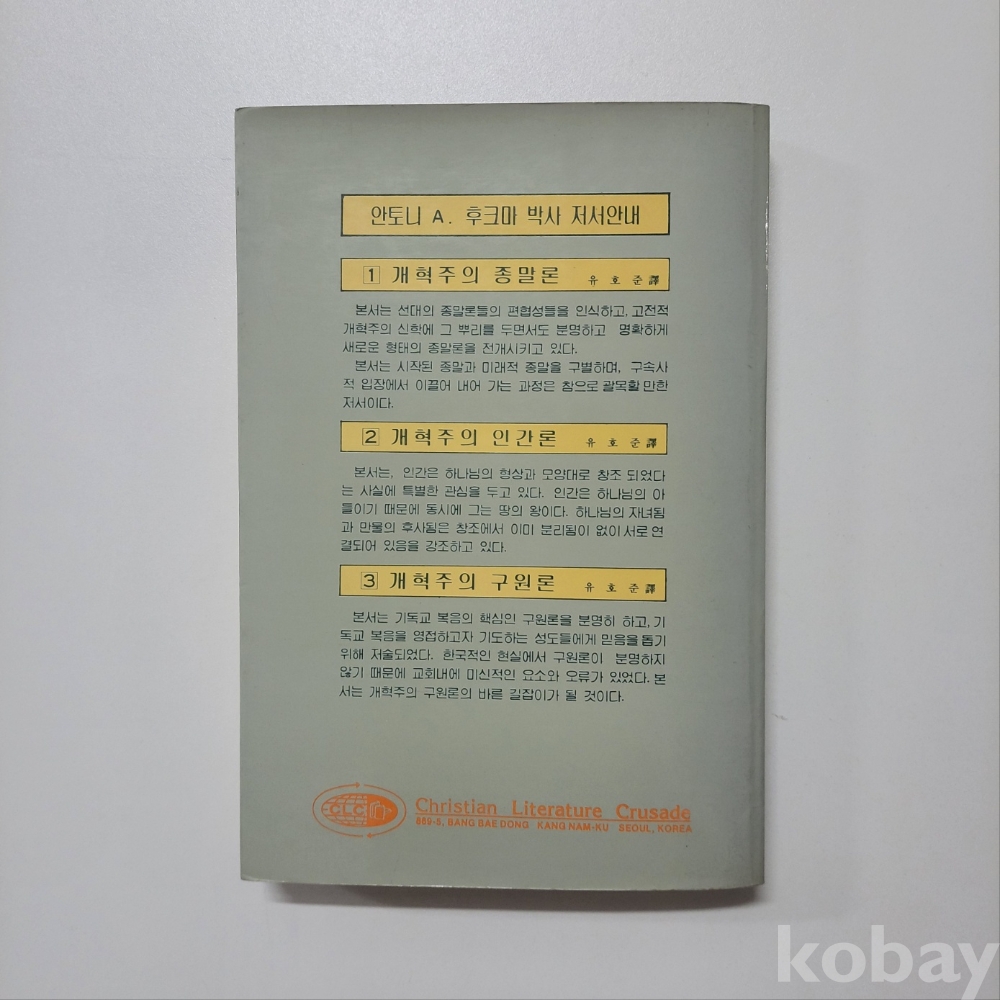 안토니 A. 후크마 박사 저서안내
1 개혁주의 종말론 유 호 준 譯
본서는 선대의 종말론들의 편협성들을 인식하고, 고전적
개혁주의 신학에 그 뿌리를 두면서도 분명하고 명확하게
새로운 형태의 종말론을 전개시키고 있다.
본서는 시작된 종말과 미래적 종말을 구별하며, 구속사
적 입장에서 이끌어 내어 가는 과정은 참으로 괄목할 만한
저서이다.
2 개혁주의 인간론 유 호 준 譯
본서는, 인간은 하나님의 형상과 모양대로 창조 되었다
는 사실에 특별한 관심을 두고 있다. 인간은 하나님의 아
들이기 때문에 동시에 그는 땅의 왕이다. 하나님의 자녀됨
과 만물의 후사됨은 창조에서 이미 분리됨이 없이 서로 연
결되어 있음을 강조하고 있다.
3 개혁주의 구원론 유 호 준 譯
본서는 기독교 복음의 핵심인 구원론을 분명히 하고, 기
독교 복음을 영접하고자 기도하는 성도들에게 믿음을 돕기
위해 저술되었다. 한국적인 현실에서 구원론이 분명하지
않기 때문에 교회내에 미신적인 요소와 오류가 있었다. 본
서는 개혁주의 구원론의 바른 길잡이가 될 것이다.
CLC
Christian Literature Crusade
669-5, BANG BAE DONG KANG NAM-KU SEOUL, KOREA
kobay